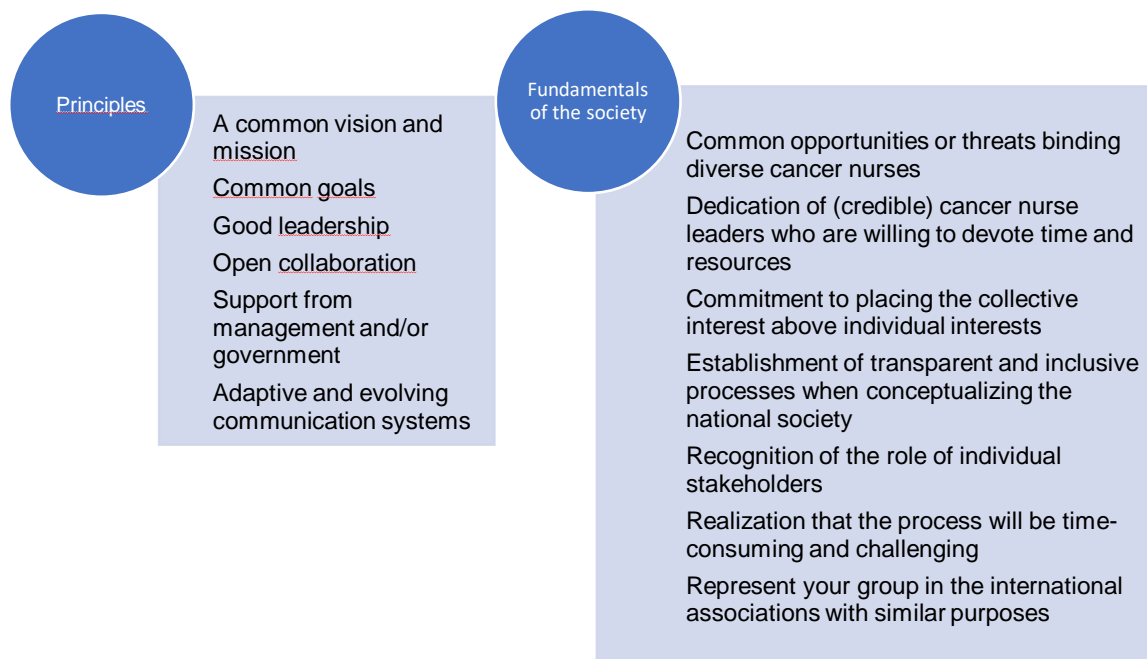 Principles
A common vision and
mission
Common goals
Good leadership
Open collaboration
Support from
management and/or
government
Adaptive and evolving
communication systems
Fundamentals
of the society
Common opportunities or threats binding
diverse cancer nurses
Dedication of (credible) cancer nurse
leaders who are willing to devote time and
resources
Commitment to placing the collective
interest above individual interests
Establishment of transparent and inclusive
processes when conceptualizing the
national society
Recognition of the role of individual
stakeholders
Realization that the process will be time-
consuming and challenging
Represent your group in the international
associations with similar purposes